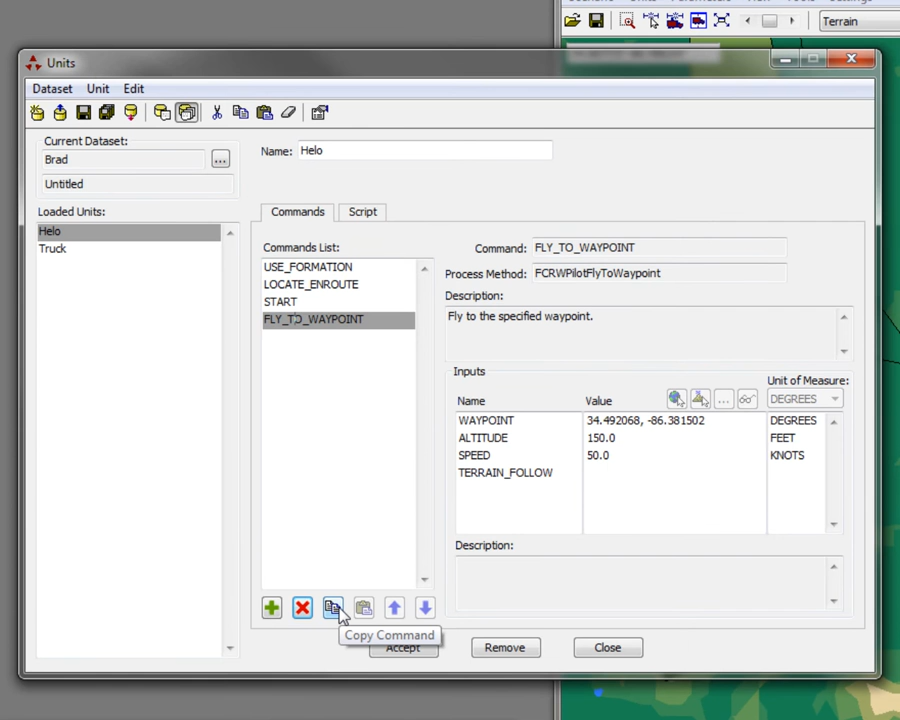 Terrain
Units
Dataset Unit Edit
Current Dataset:
Brad
...
Untitled
Loaded Units:
Helo
Truck
Name: Helo
Commands Script
Commands List:
USE_FORMATION
LOCATE_ENROUTE
START
FLY_TO_WAYPOINT
Command: FLY_TO_WAYPOINT
Process Method: FCRWPilotFlyToWaypoint
Description:
Fly to the specified waypoint.
Inputs
Unit of Measure:
Name Value ... DEGREES
WAYPOINT 34.492068, -86.381502 DEGREES
ALTITUDE 150.0 FEET
SPEED 50.0 KNOTS
TERRAIN_FOLLOW
Description:
Copy Command
Accept Remove Close